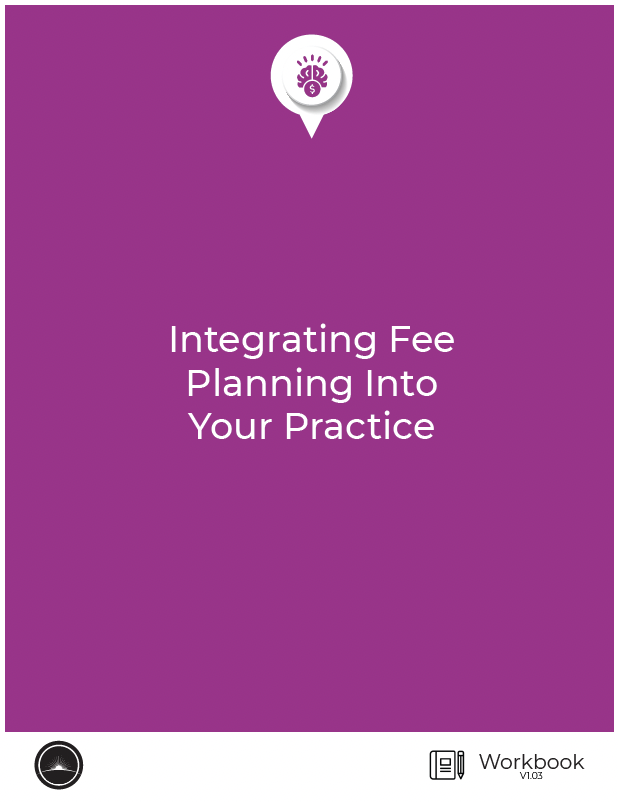 $
Integrating Fee
Planning Into
Your Practice
Workbook
V1.03